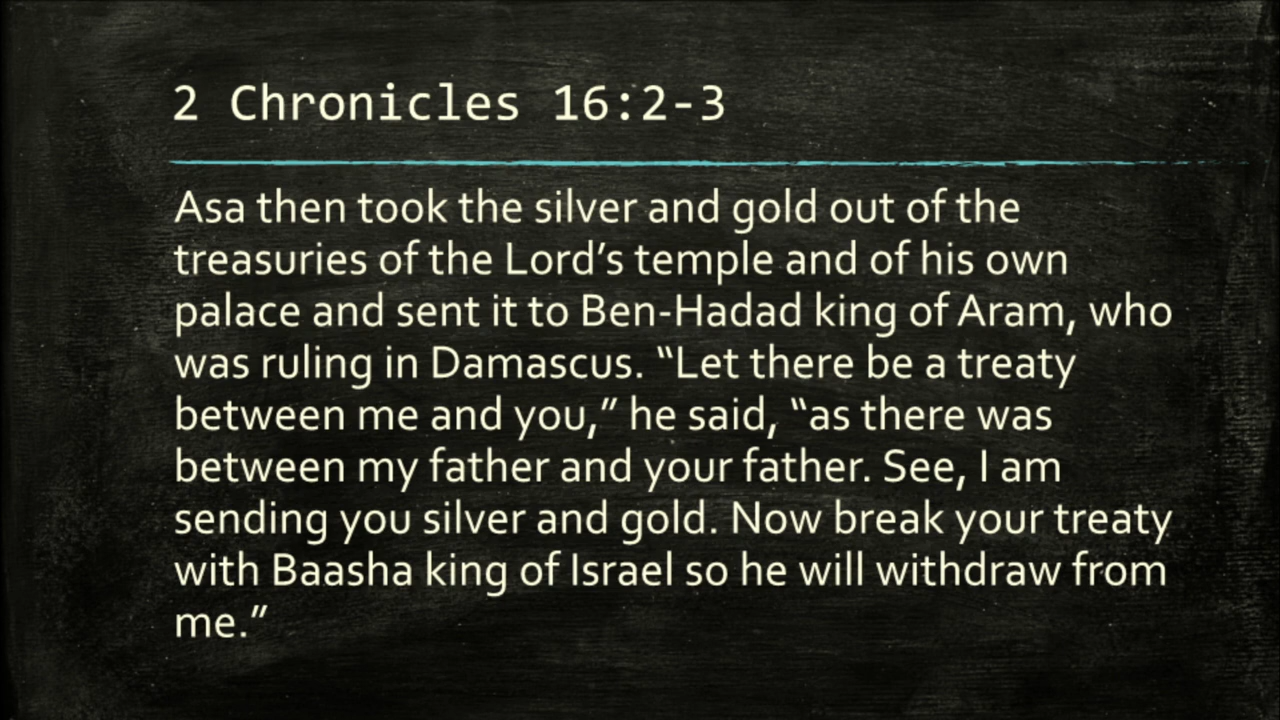 2 Chronicles 16:2-3
Asa then took the silver and gold out of the
treasuries of the Lord’s temple and of his own
palace and sent it to Ben-Hadad king of Aram, who
was ruling in Damascus. “Let there be a treaty
between me and you,” he said, “as there was
between my father and your father. See, I am
sending you silver and gold. Now break your treaty
with Baasha king of Israel so he will withdraw from
me.”